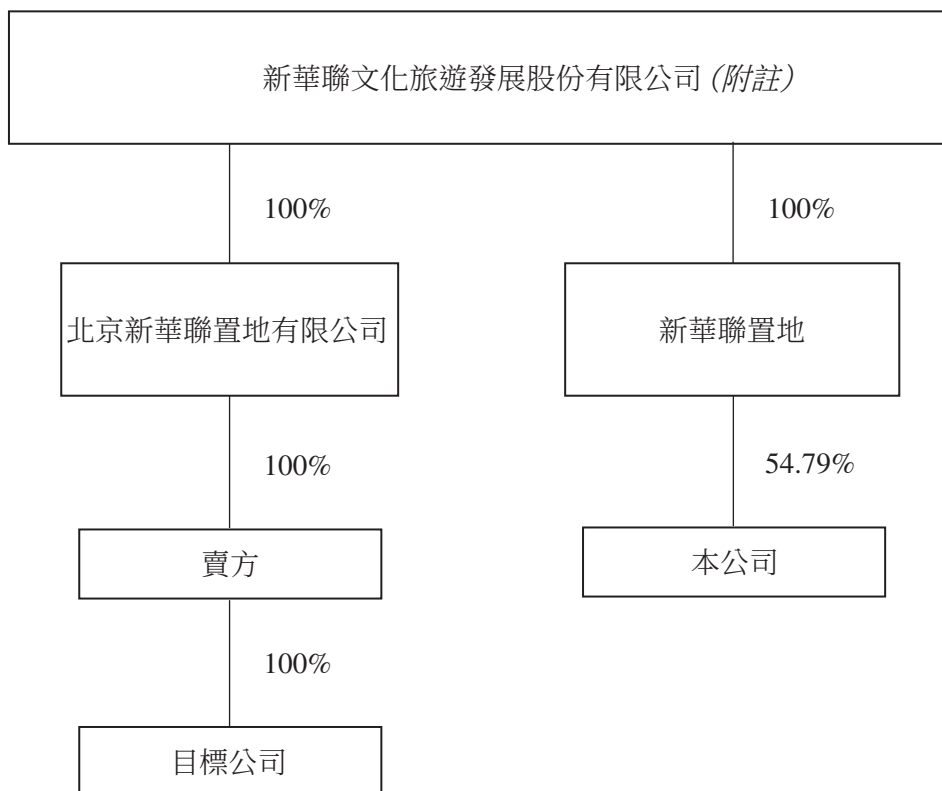 新華聯文化旅遊發展股份有限公司 (附註)
100%
100%
北京新華聯置地有限公司
新華聯置地
100%
54.79%
賣方
本公司
100%
目標公司